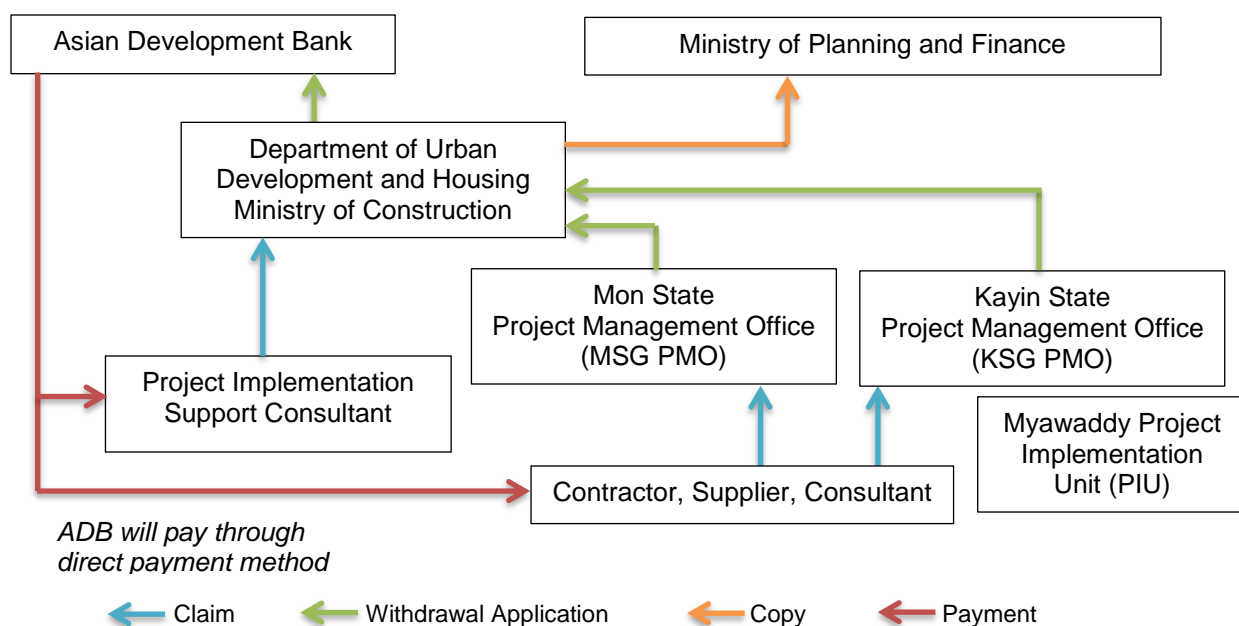 Asian Development Bank
Ministry of Planning and Finance
Department of Urban
Development and Housing
Ministry of Construction
Mon State
Project Management Office
(MSG PMO)
Kayin State
Project Management Office
(KSG PMO)
Project Implementation
Support Consultant
Myawaddy Project
Implementation
Unit (PIU)
Contractor, Supplier, Consultant
ADB will pay through
direct payment method
Claim
Withdrawal Application
Copy
Payment